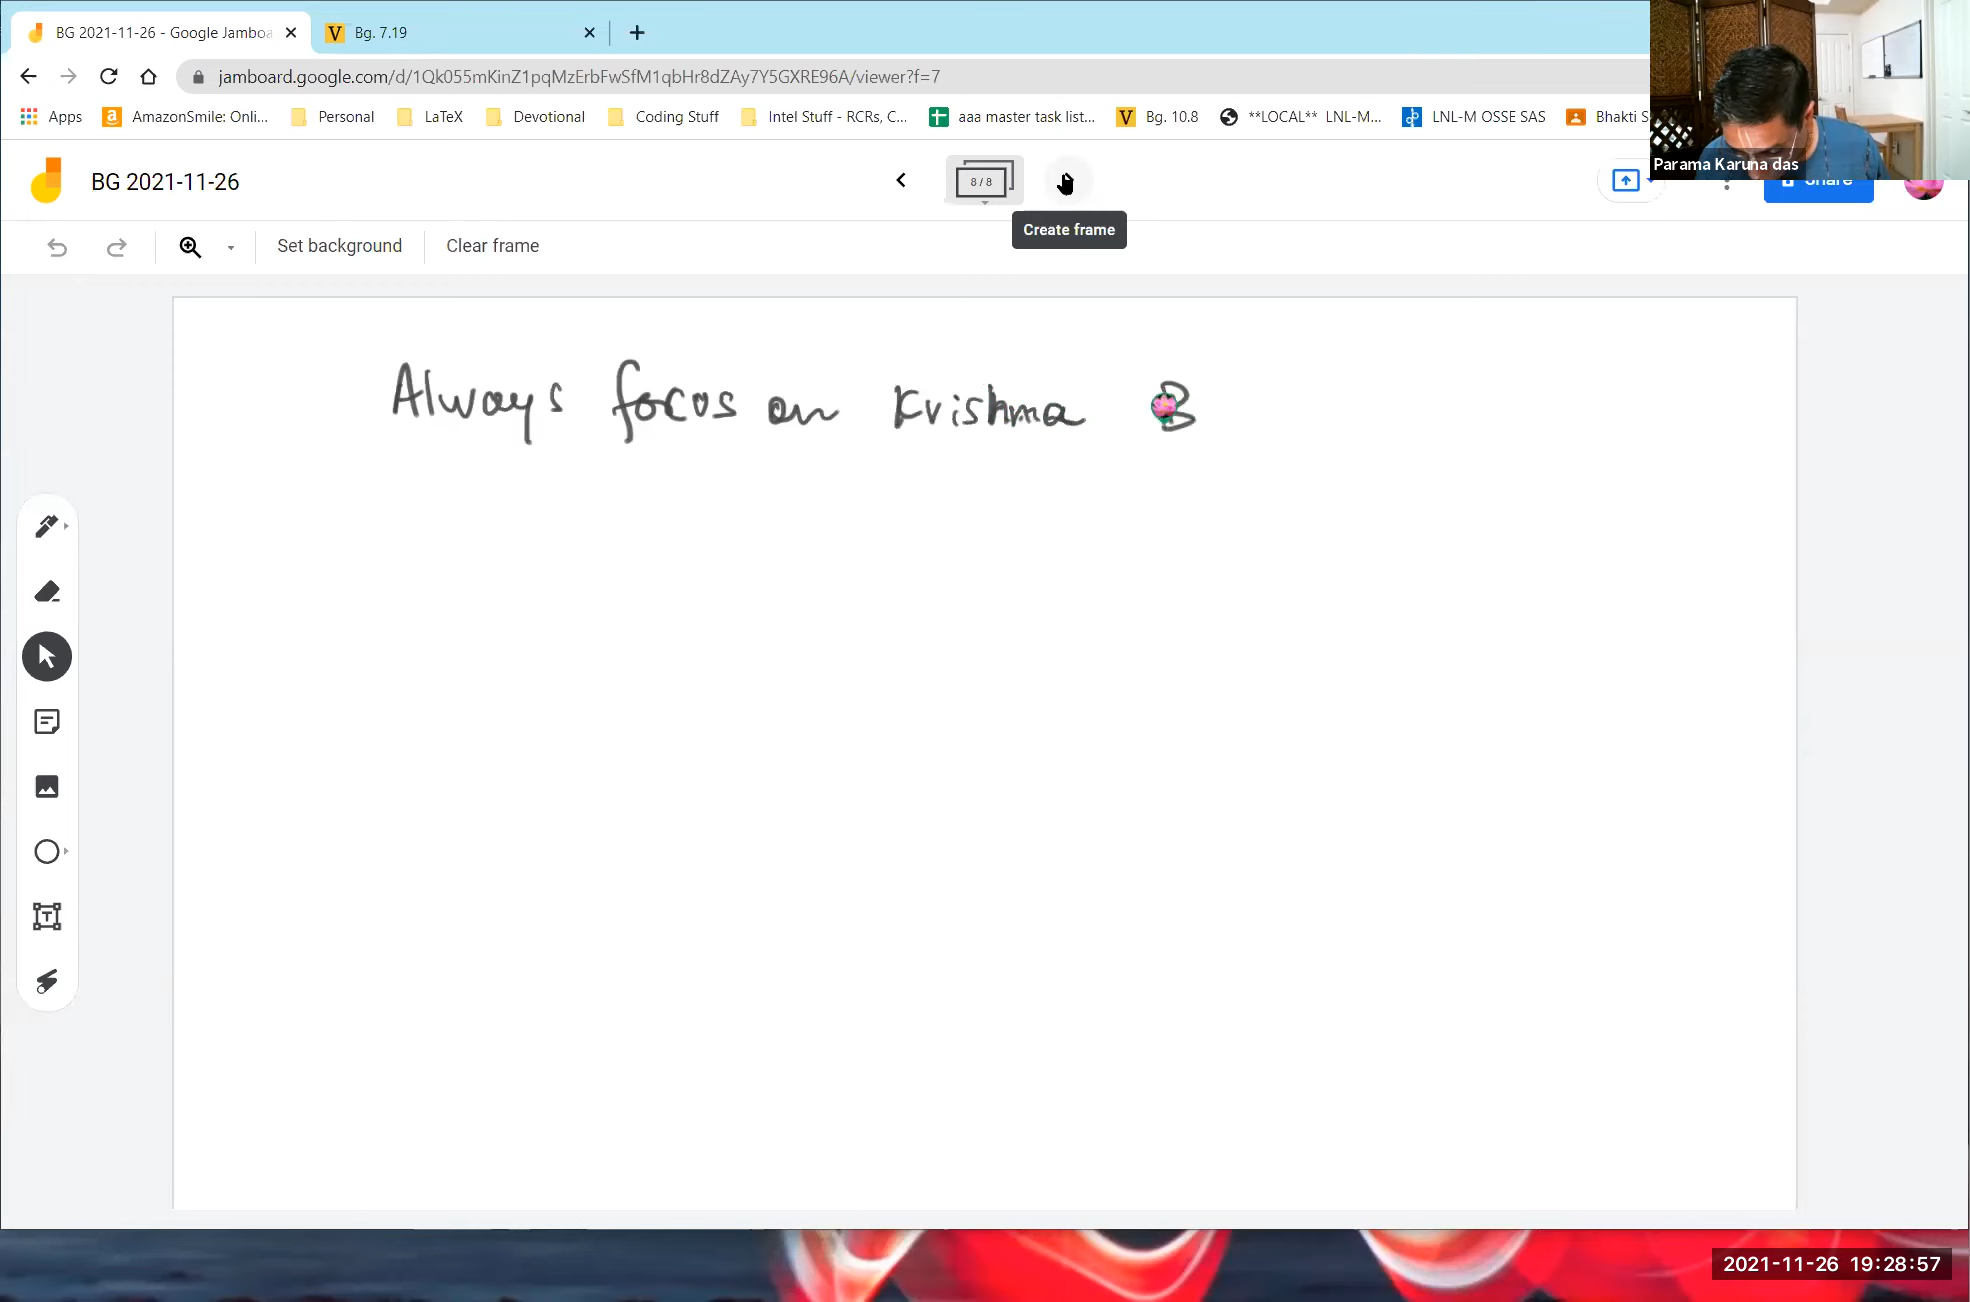 BG 2021-11-26 - Google Jamboa
Bg. 7.19
jamboard.google.com/d/1Qk055mKinZ1pqMzErbFwSfM1qbHr8dZAy7Y5GXRE96A/viewer?f=7
Apps AmazonSmile: Onli... Personal LaTeX Devotional Coding Stuff Intel Stuff - RCRs, C... aaa master task list... Bg. 10.8 **LOCAL** LNL-M... LNL-M OSSE SAS Bhakti S
Parama Karuna das
BG 2021-11-26
8 / 8
Share
Create frame
Set background Clear frame
Always focus on Krishna B
2021-11-26 19:28:57